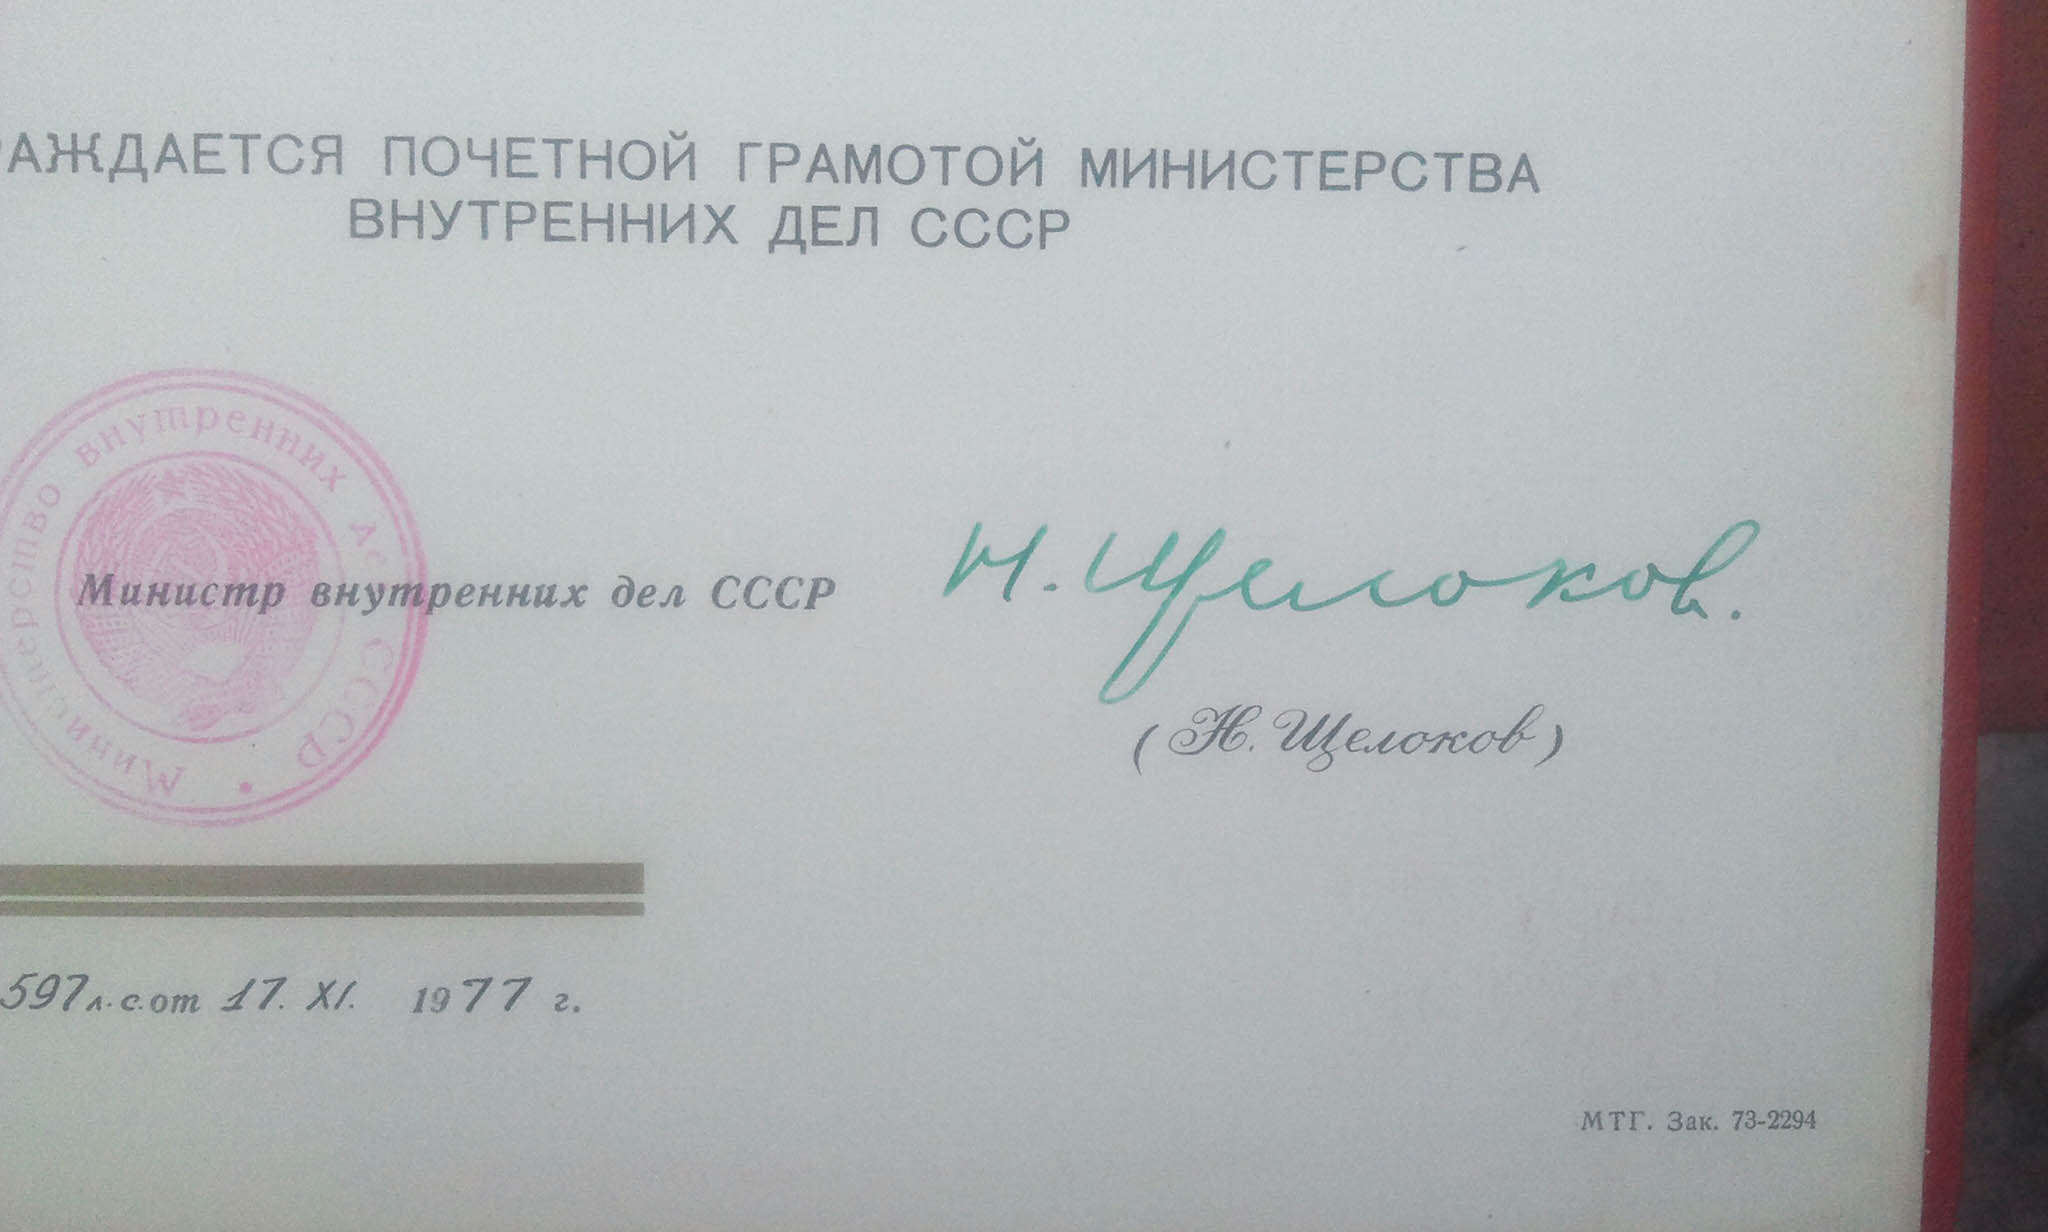 РАЖДАЕТСЯ ПОЧЕТНОЙ ГРАМОТОЙ МИНИСТЕРСТВА
ВНУТРЕННИХ ДЕЛ СССР
Министерство внутренних дел СССР
Министр внутренних дел СССР
Н. Щелоков.
(Н. Щелоков)
597 л.с. от 17. XI. 1977 г.
МТГ. Зак. 73-2294